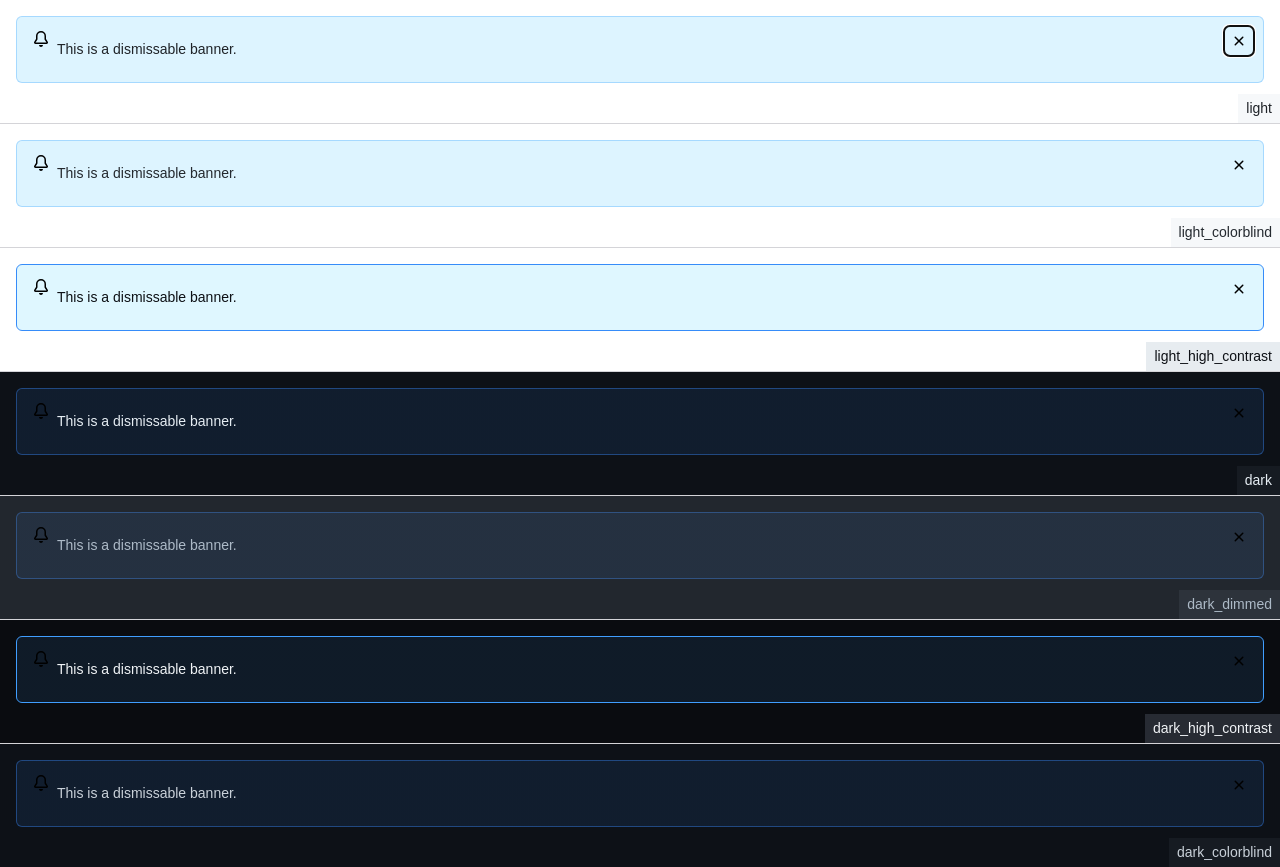 This is a dismissable banner.
light
This is a dismissable banner.
light_colorblind
This is a dismissable banner.
light_high_contrast
This is a dismissable banner.
dark
This is a dismissable banner.
dark_dimmed
This is a dismissable banner.
dark_high_contrast
This is a dismissable banner.
dark_colorblind